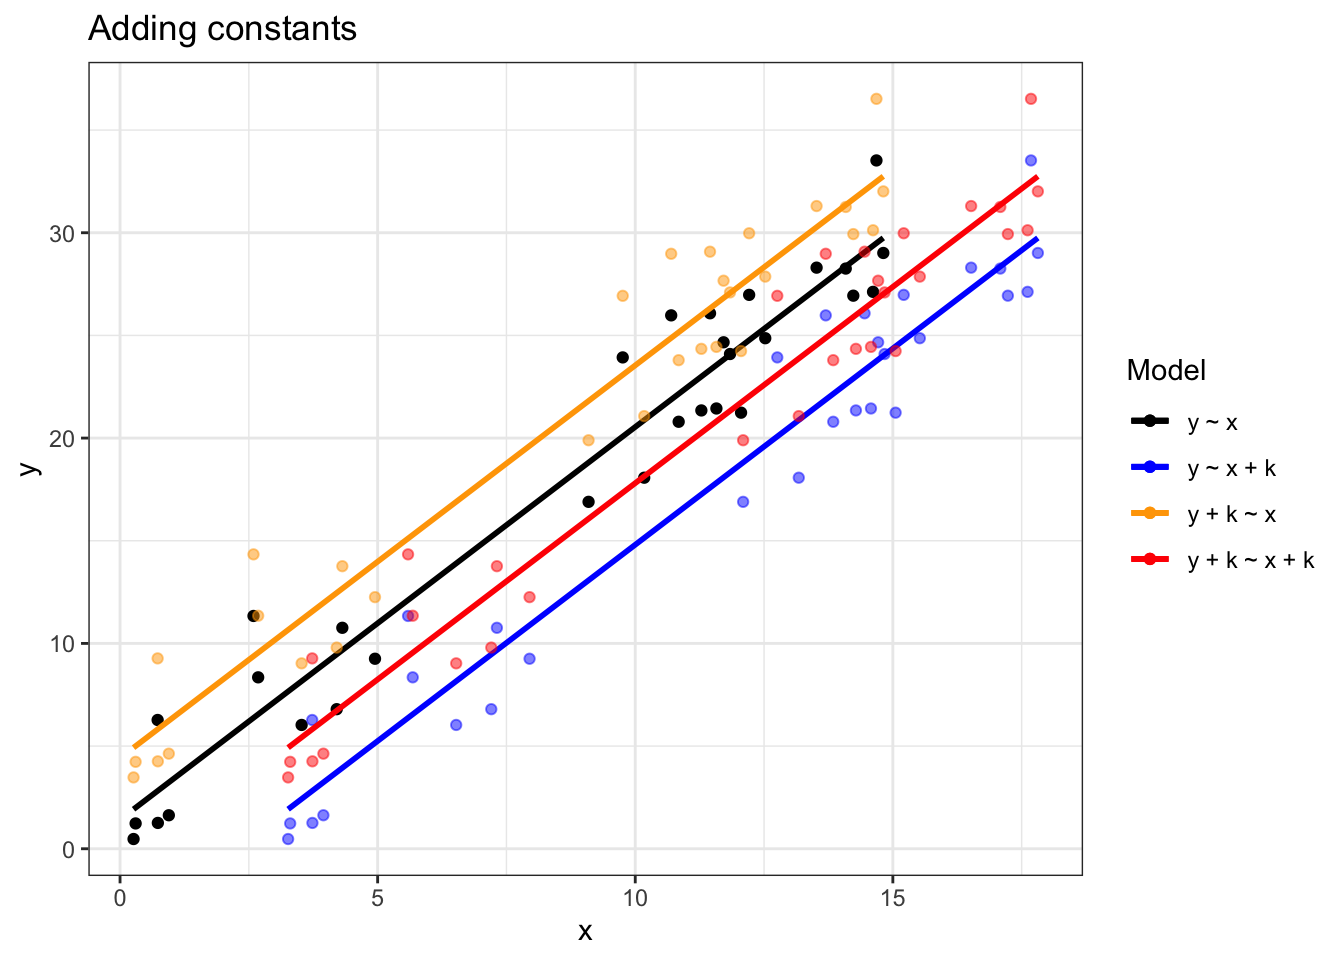 Adding constants
30
20
10
0
y
0 5 10 15
x
Model
y ~ x
y ~ x + k
y + k ~ x
y + k ~ x + k